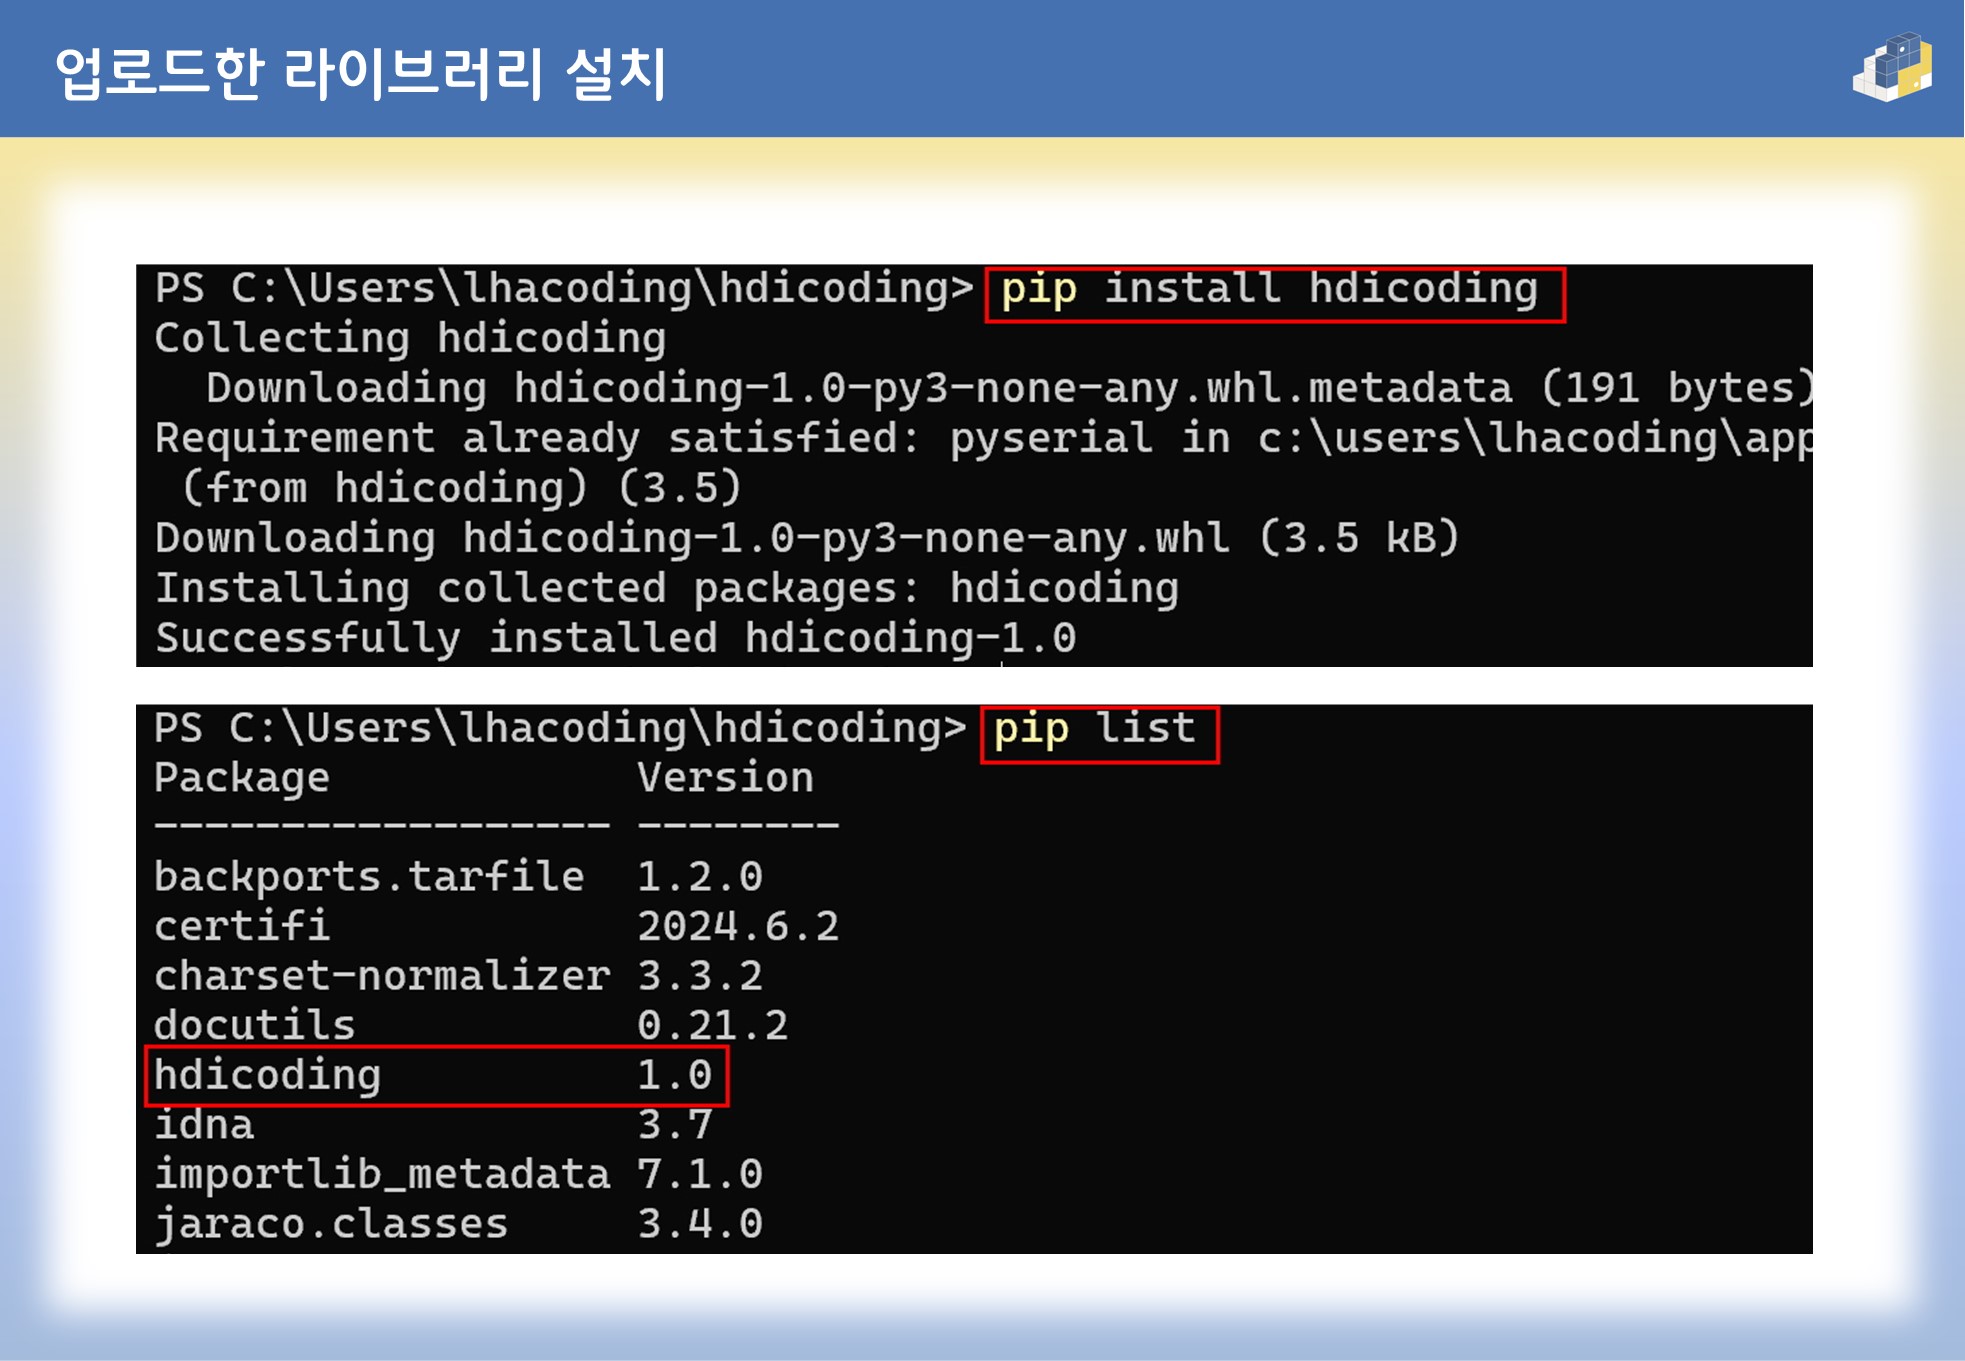 업로드한 라이브러리 설치
PS C:\Users\lhacoding\hdicoding> pip install hdicoding
Collecting hdicoding
  Downloading hdicoding-1.0-py3-none-any.whl.metadata (191 bytes)
Requirement already satisfied: pyserial in c:\users\lhacoding\app
 (from hdicoding) (3.5)
Downloading hdicoding-1.0-py3-none-any.whl (3.5 kB)
Installing collected packages: hdicoding
Successfully installed hdicoding-1.0
PS C:\Users\lhacoding\hdicoding> pip list
Package            Version
------------------ --------
backports.tarfile  1.2.0
certifi            2024.6.2
charset-normalizer 3.3.2
docutils           0.21.2
hdicoding          1.0
idna               3.7
importlib_metadata 7.1.0
jaraco.classes     3.4.0